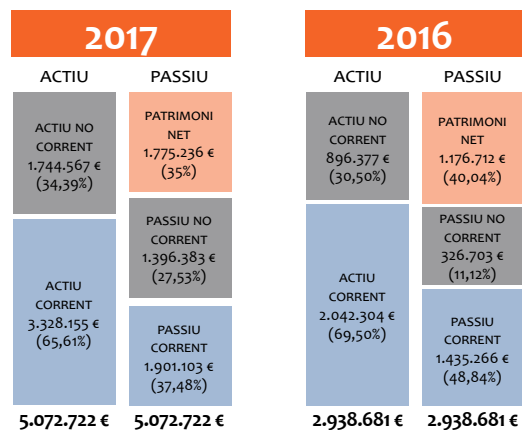 2017
ACTIU
PASSIU
ACTIU NO
CORRENT
1.744.567 €
(34,39%)
ACTIU
CORRENT
3.328.155 €
(65,61%)
5.072.722 €
PATRIMONI
NET
1.775.236 €
(35%)
PASSIU NO
CORRENT
1.396.383 €
(27,53%)
PASSIU
CORRENT
1.901.103 €
(37,48%)
5.072.722 €
2016
ACTIU
PASSIU
ACTIU NO
CORRENT
896.377 €
(30,50%)
ACTIU
CORRENT
2.042.304 €
(69,50%)
2.938.681 €
PATRIMONI
NET
1.176.712 €
(40,04%)
PASSIU NO
CORRENT
326.703 €
(11,12%)
PASSIU
CORRENT
1.435.266 €
(48,84%)
2.938.681 €